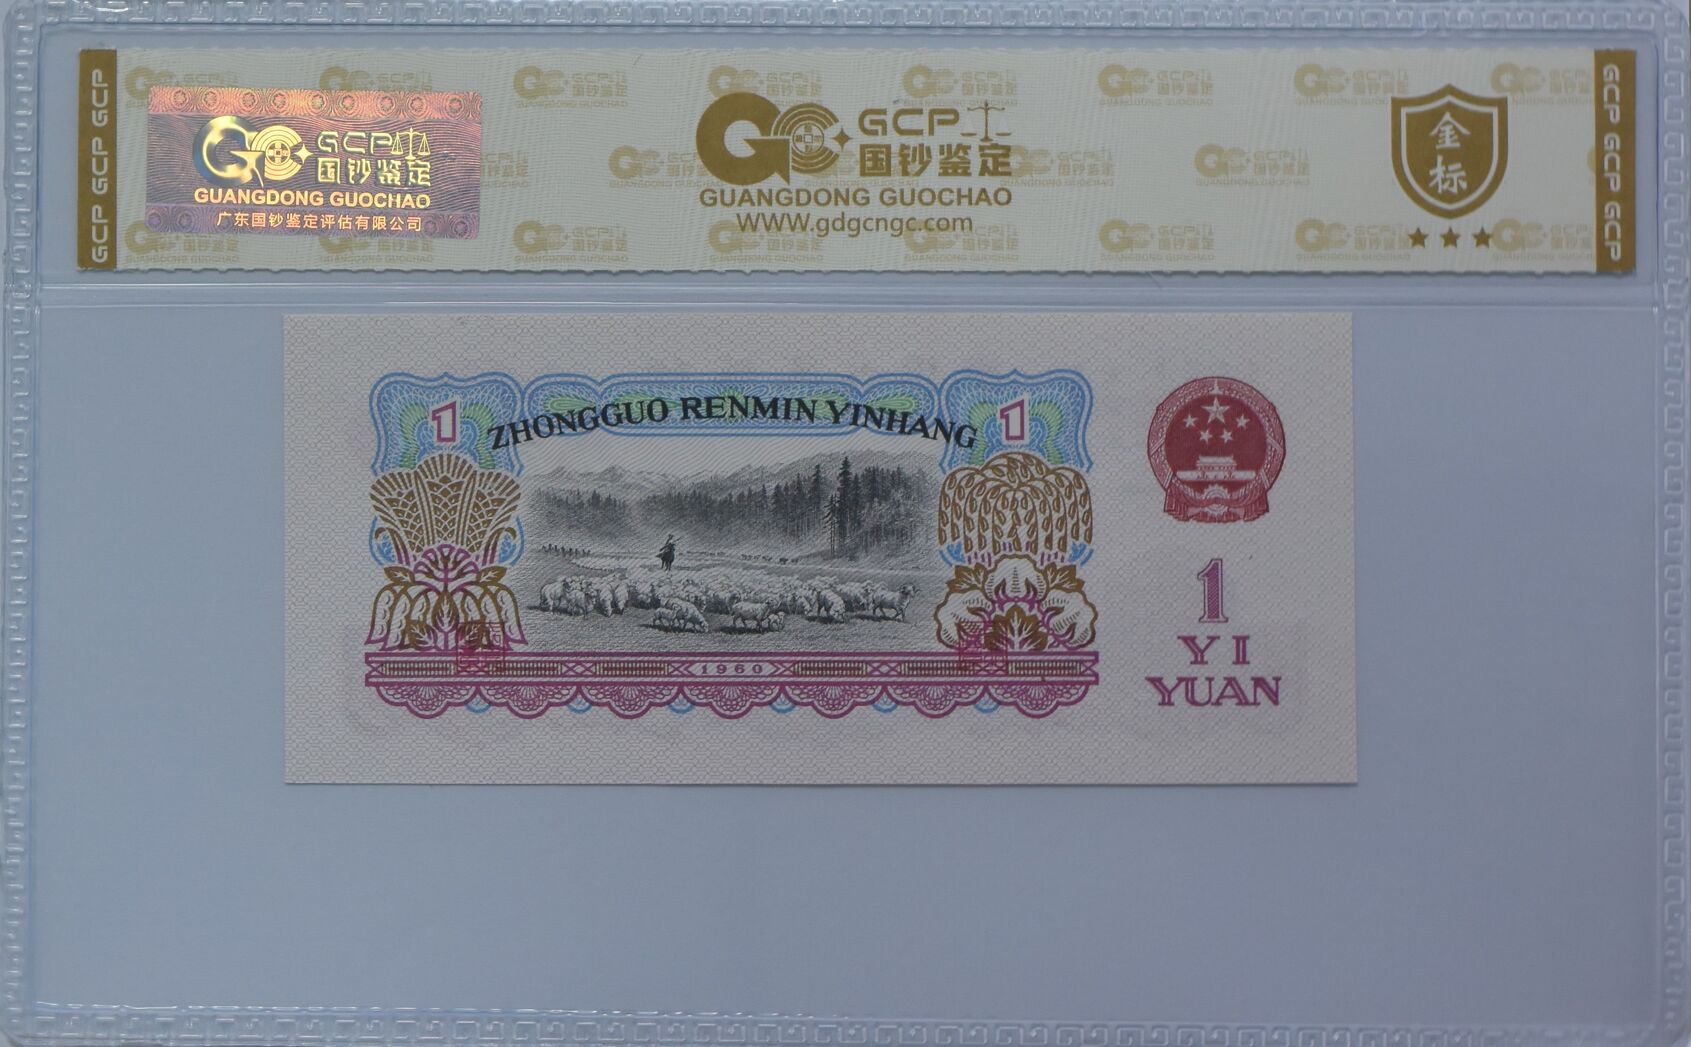 GCP GCP GCP
GCP
国钞鉴定
GUANGDONG GUOCHAO
广东国钞鉴定评估有限公司
GCP
国钞鉴定
GUANGDONG GUOCHAO
WWW.gdgcngc.com
金标
GCP GCP GCP
ZHONGGUO RENMIN YINHANG
1
1
1960
1
YI
YUAN